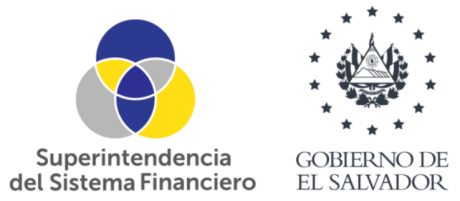 Superintendencia
del Sistema Financiero
GOBIERNO DE
EL SALVADOR